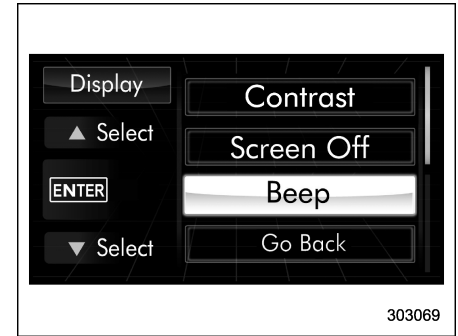 Display
Contrast
▲ Select
Screen Off
ENTER
Beep
▼ Select
Go Back
303069